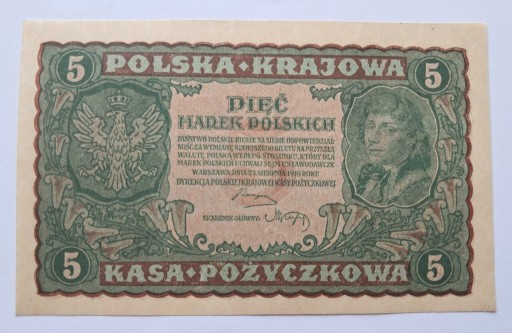 5 POLSKA · KRAJOWA 5
PIĘĆ
MAREK POLSKICH
PAŃSTWO POLSKIE BIERZE NA SIEBIE ODPOWIEDZIAL
NOŚĆ ZA WYMIANĘ NINIEJSZEGO BILETU NA PRZYSZŁĄ
WALUTĘ POLSKĄ WEDŁUG STOSUNKU, KTÓRY DLA
MAREK POLSKICH UCHWALI SEJM USTAWODAWCZY.
WARSZAWA DNIA 23 SIERPNIA 1919 ROKU
DYREKCJA POLSKIEJ KRAJOWEJ KASY POŻYCZKOWEJ
SKARBNIK GŁÓWNY:
5 KASA · POŻYCZKOWA 5